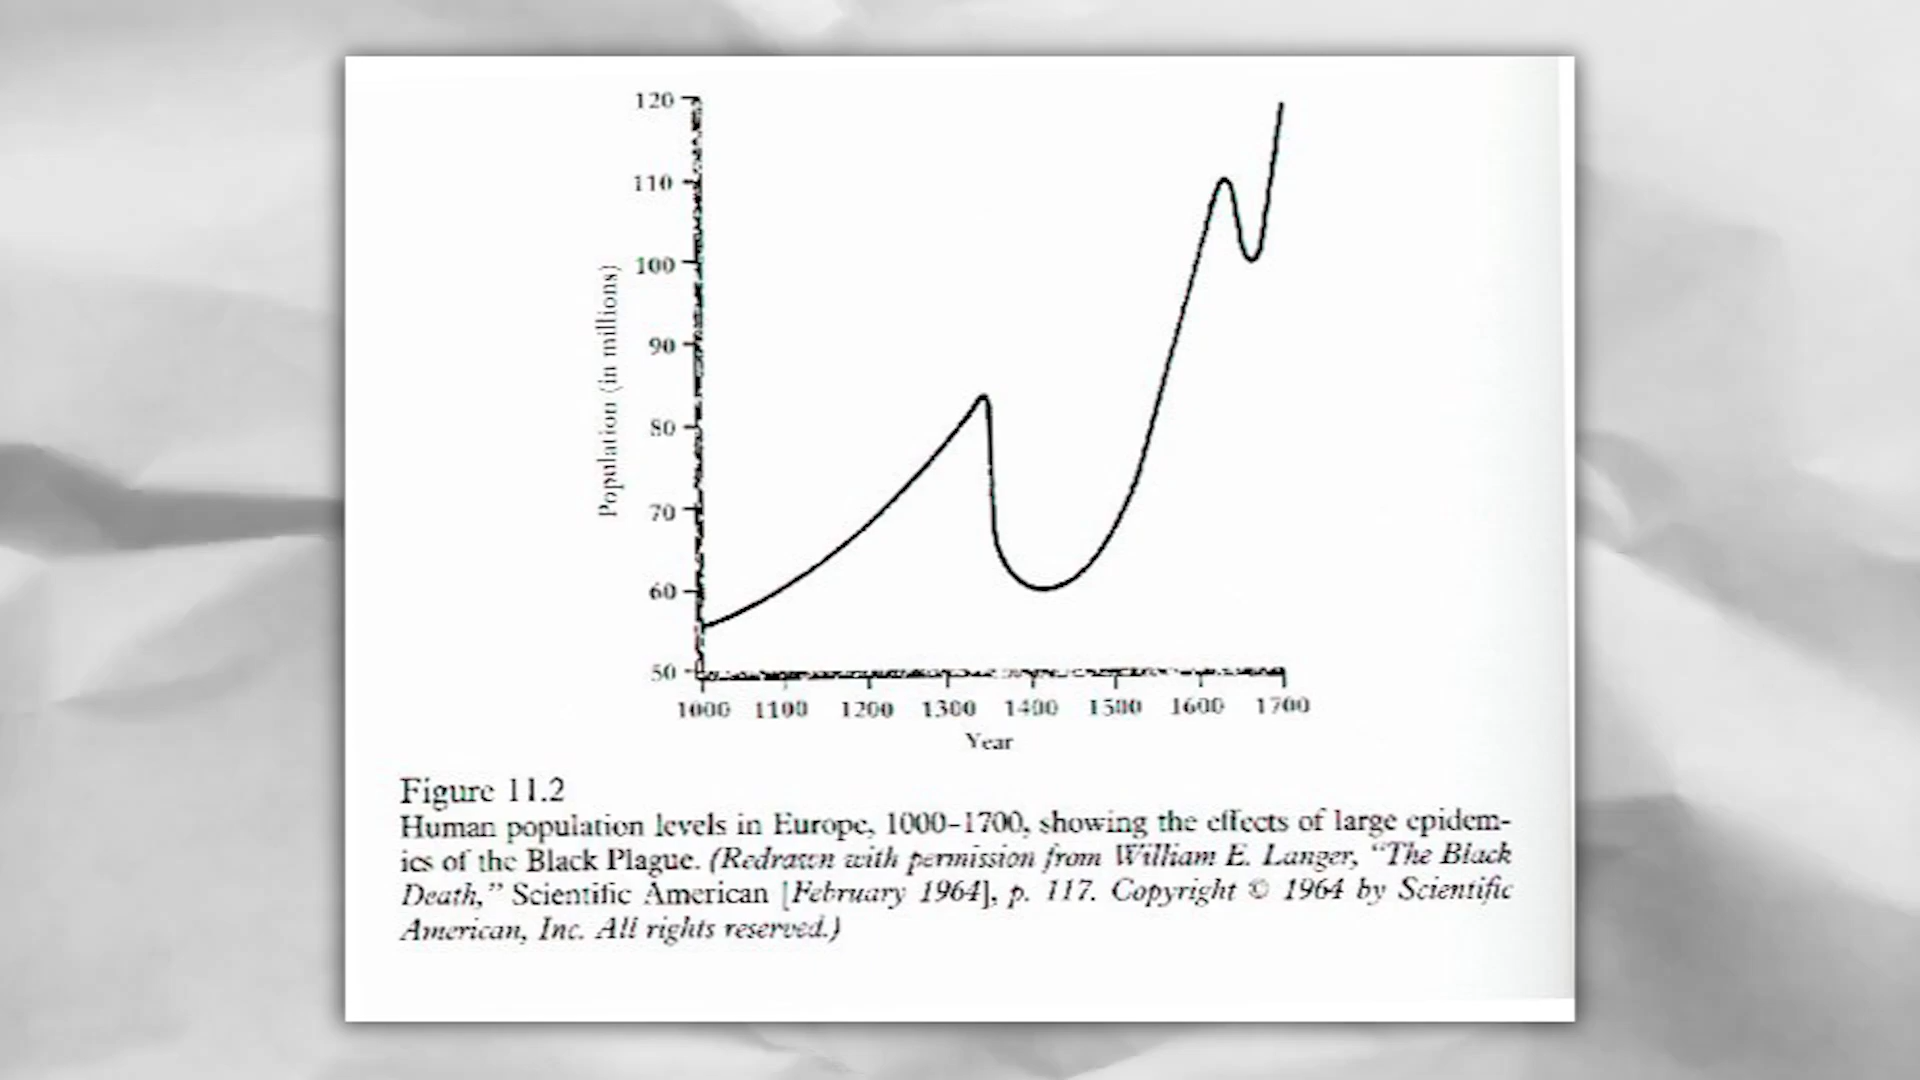 120
110
100
90
80
70
60
50
Population (in millions)
1000 1100 1200 1300 1400 1500 1600 1700
Year
Figure 11.2
Human population levels in Europe, 1000–1700, showing the effects of large epidem-
ics of the Black Plague. (Redrawn with permission from William E. Langer, “The Black
Death,” Scientific American [February 1964], p. 117. Copyright © 1964 by Scientific
American, Inc. All rights reserved.)